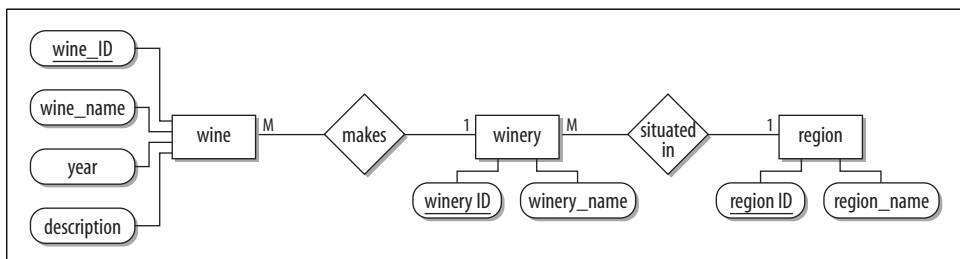 wine_ID
wine_name
year
description
wine
M
makes
1
winery
M
situated
in
1
region
winery ID
winery_name
region ID
region_name